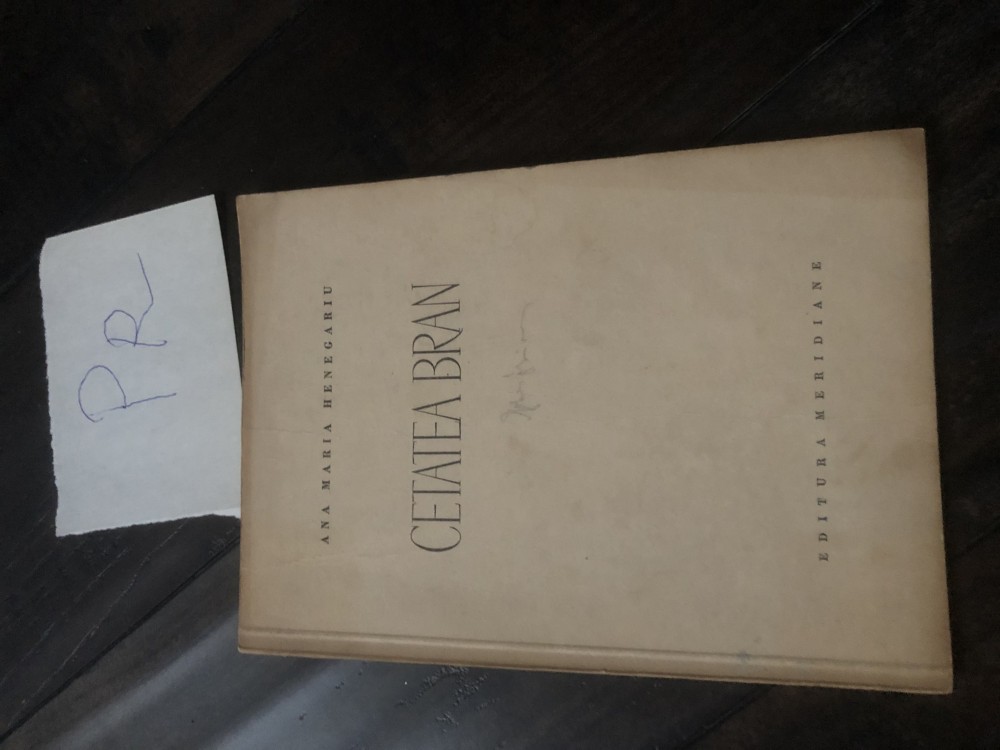 PR
ANA MARIA HENEGARIU
CETATEA BRAN
EDITURA MERIDIANE